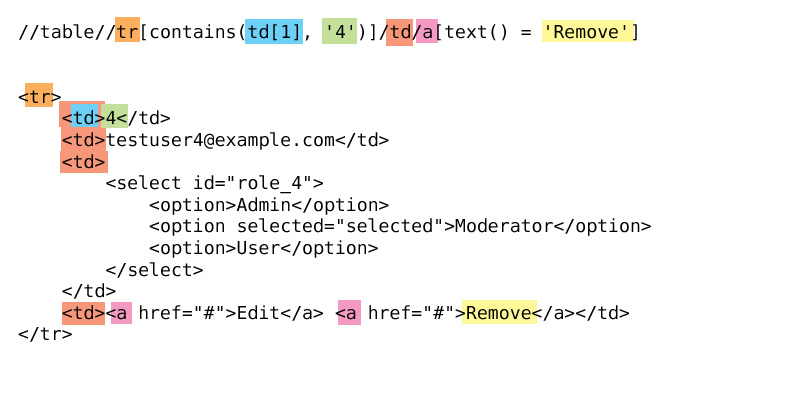 //table//tr[contains(td[1], '4')]/td/a[text() = 'Remove']
<tr>
<td>4</td>
<td>testuser4@example.com</td>
<td>
<select id="role_4">
<option>Admin</option>
<option selected="selected">Moderator</option>
<option>User</option>
</select>
</td>
<td><a href="#">Edit</a> <a href="#">Remove</a></td>
</tr>